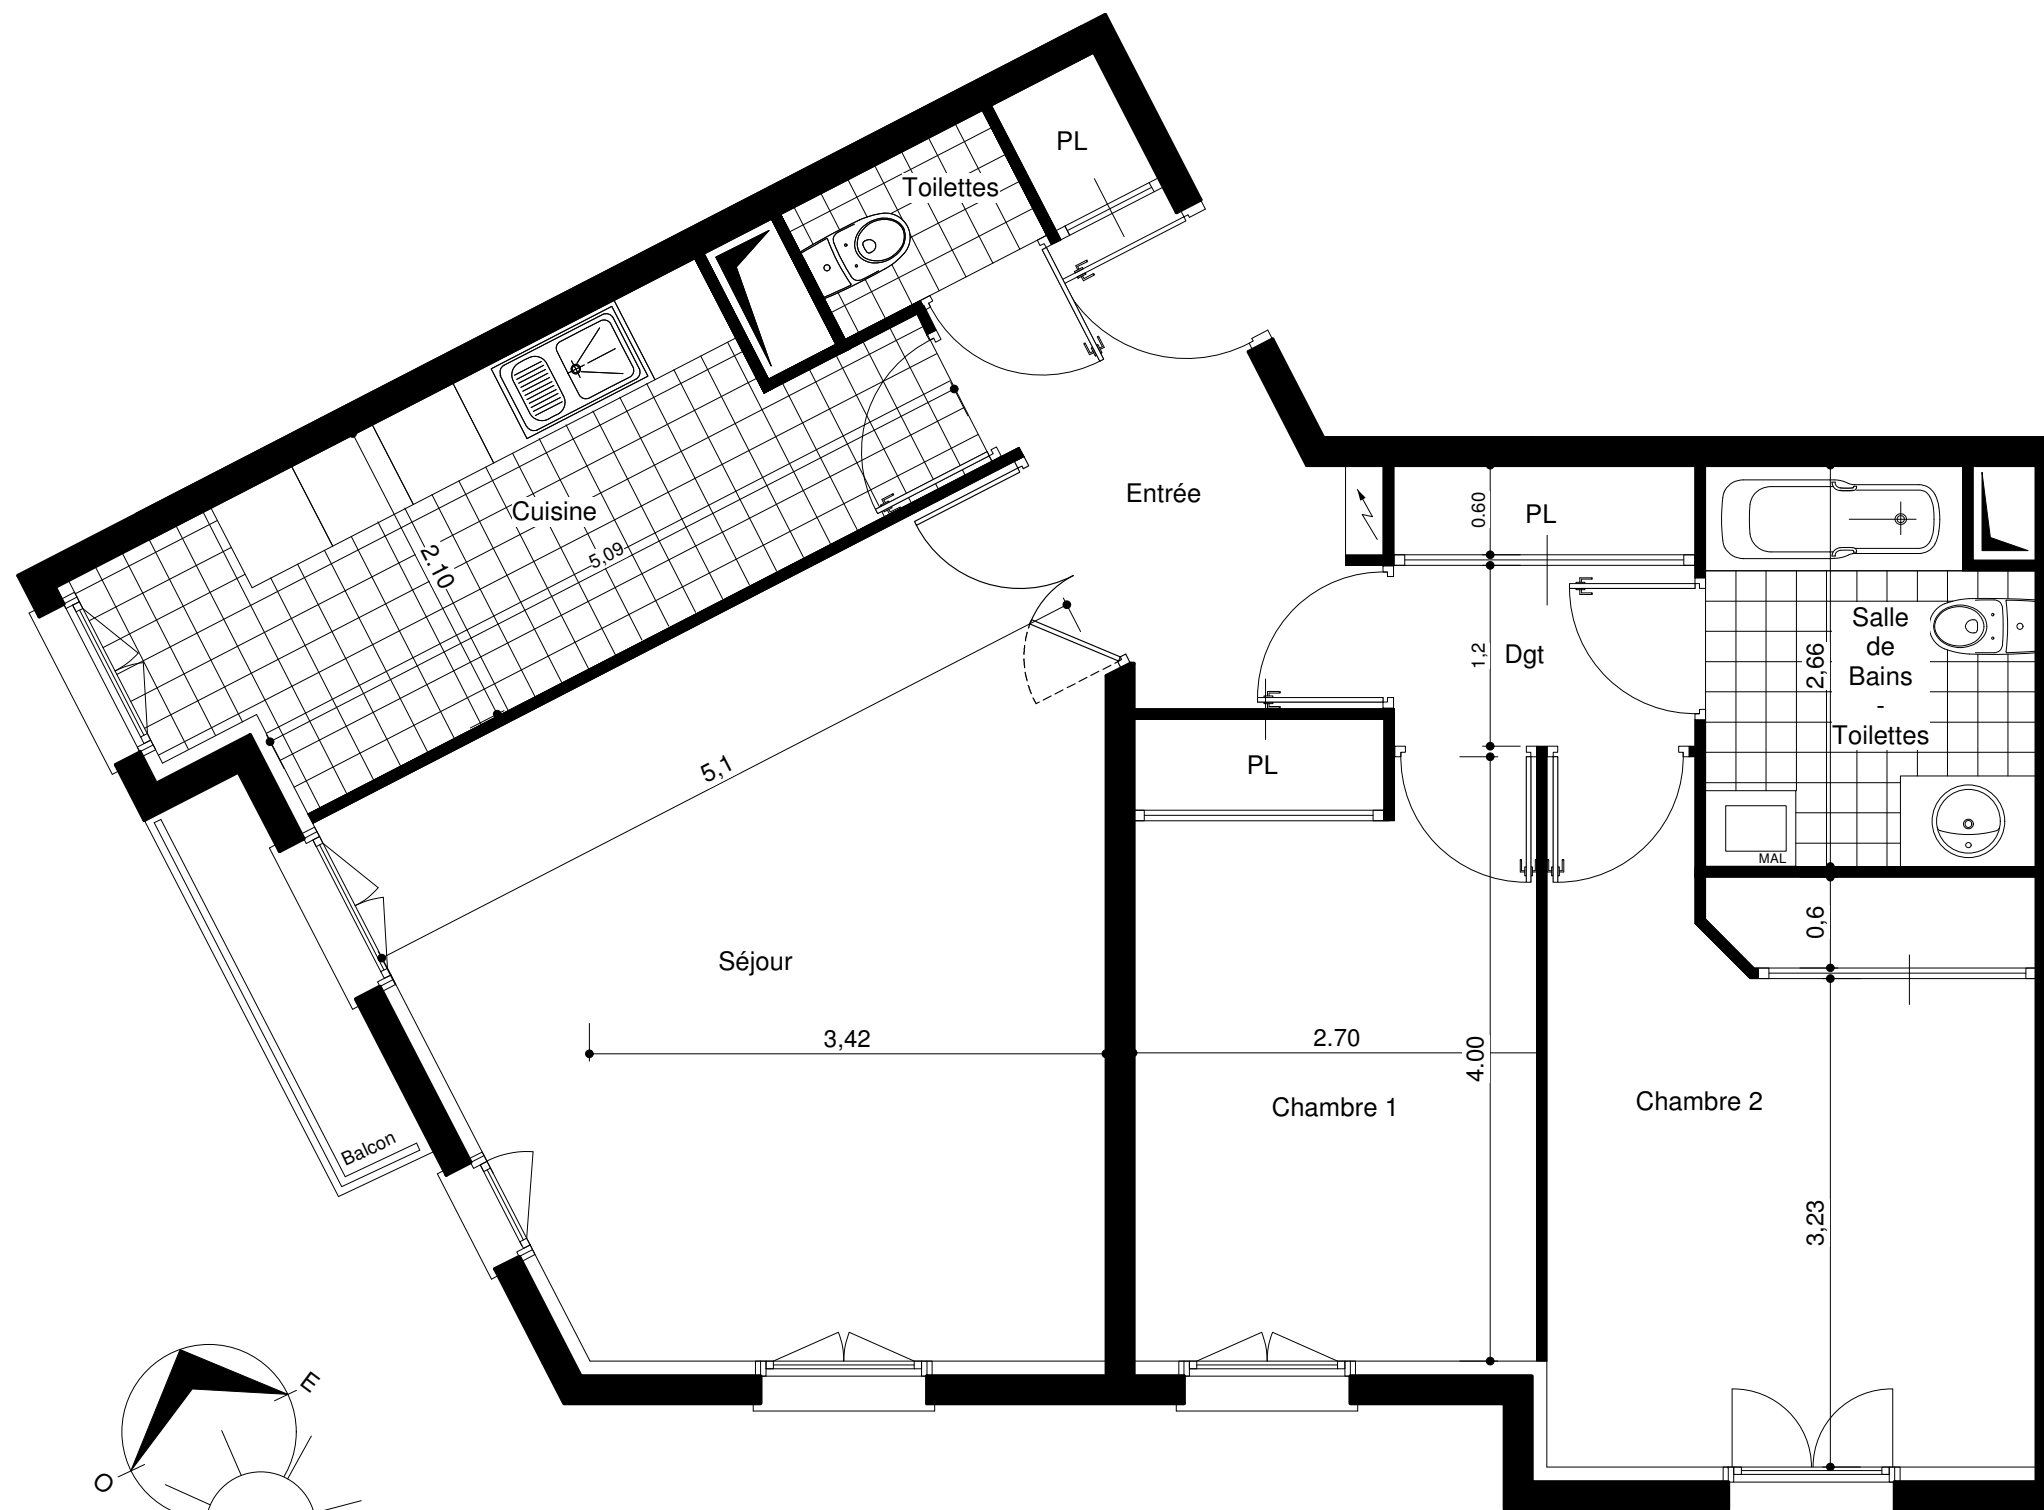 PL
Toilettes
Entrée
Cuisine
2.10
5,09
0.60
PL
1,2
Dgt
Salle
de
Bains
-
Toilettes
2,66
MAL
PL
5,1
0,6
Séjour
3,42
2.70
4.00
Chambre 1
Chambre 2
3,23
Balcon
E
O